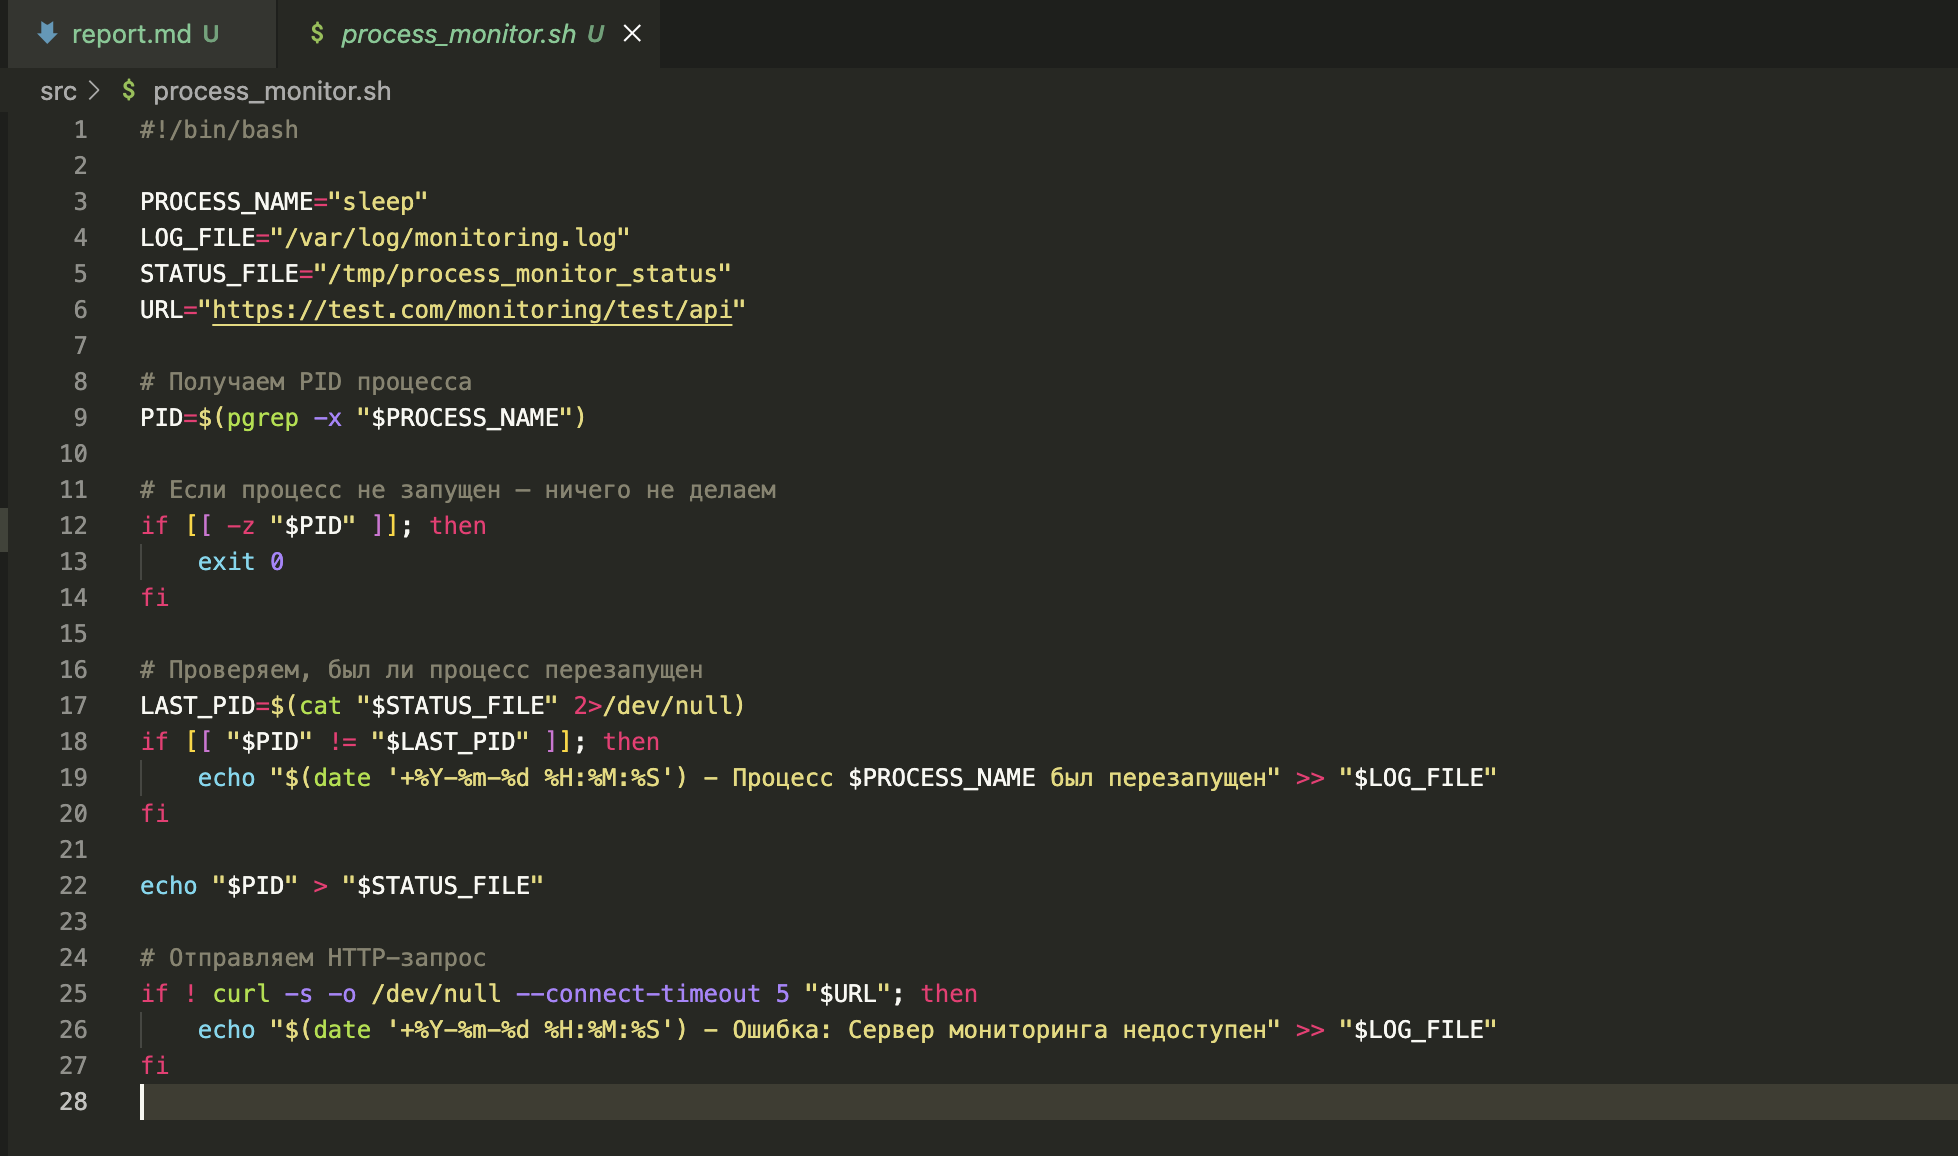 report.md U
$ process_monitor.sh U
src > $ process_monitor.sh
1 #!/bin/bash
2
3 PROCESS_NAME="sleep"
4 LOG_FILE="/var/log/monitoring.log"
5 STATUS_FILE="/tmp/process_monitor_status"
6 URL="https://test.com/monitoring/test/api"
7
8 # Получаем PID процесса
9 PID=$(pgrep -x "$PROCESS_NAME")
10
11 # Если процесс не запущен — ничего не делаем
12 if [[ -z "$PID" ]]; then
13     exit 0
14 fi
15
16 # Проверяем, был ли процесс перезапущен
17 LAST_PID=$(cat "$STATUS_FILE" 2>/dev/null)
18 if [[ "$PID" != "$LAST_PID" ]]; then
19     echo "$(date '+%Y-%m-%d %H:%M:%S') - Процесс $PROCESS_NAME был перезапущен" >> "$LOG_FILE"
20 fi
21
22 echo "$PID" > "$STATUS_FILE"
23
24 # Отправляем HTTP-запрос
25 if ! curl -s -o /dev/null --connect-timeout 5 "$URL"; then
26     echo "$(date '+%Y-%m-%d %H:%M:%S') - Ошибка: Сервер мониторинга недоступен" >> "$LOG_FILE"
27 fi
28